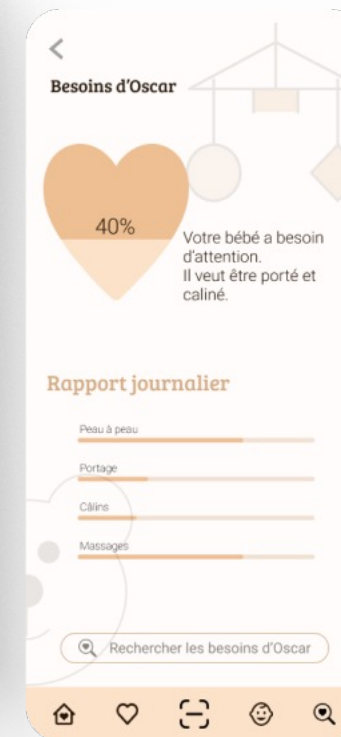 Besoins d'Oscar
40%
Votre bébé a besoin
d'attention.
Il veut être porté et
caliné.
Rapport journalier
Peau à peau
Portage
Câlins
Massages
Rechercher les besoins d'Oscar